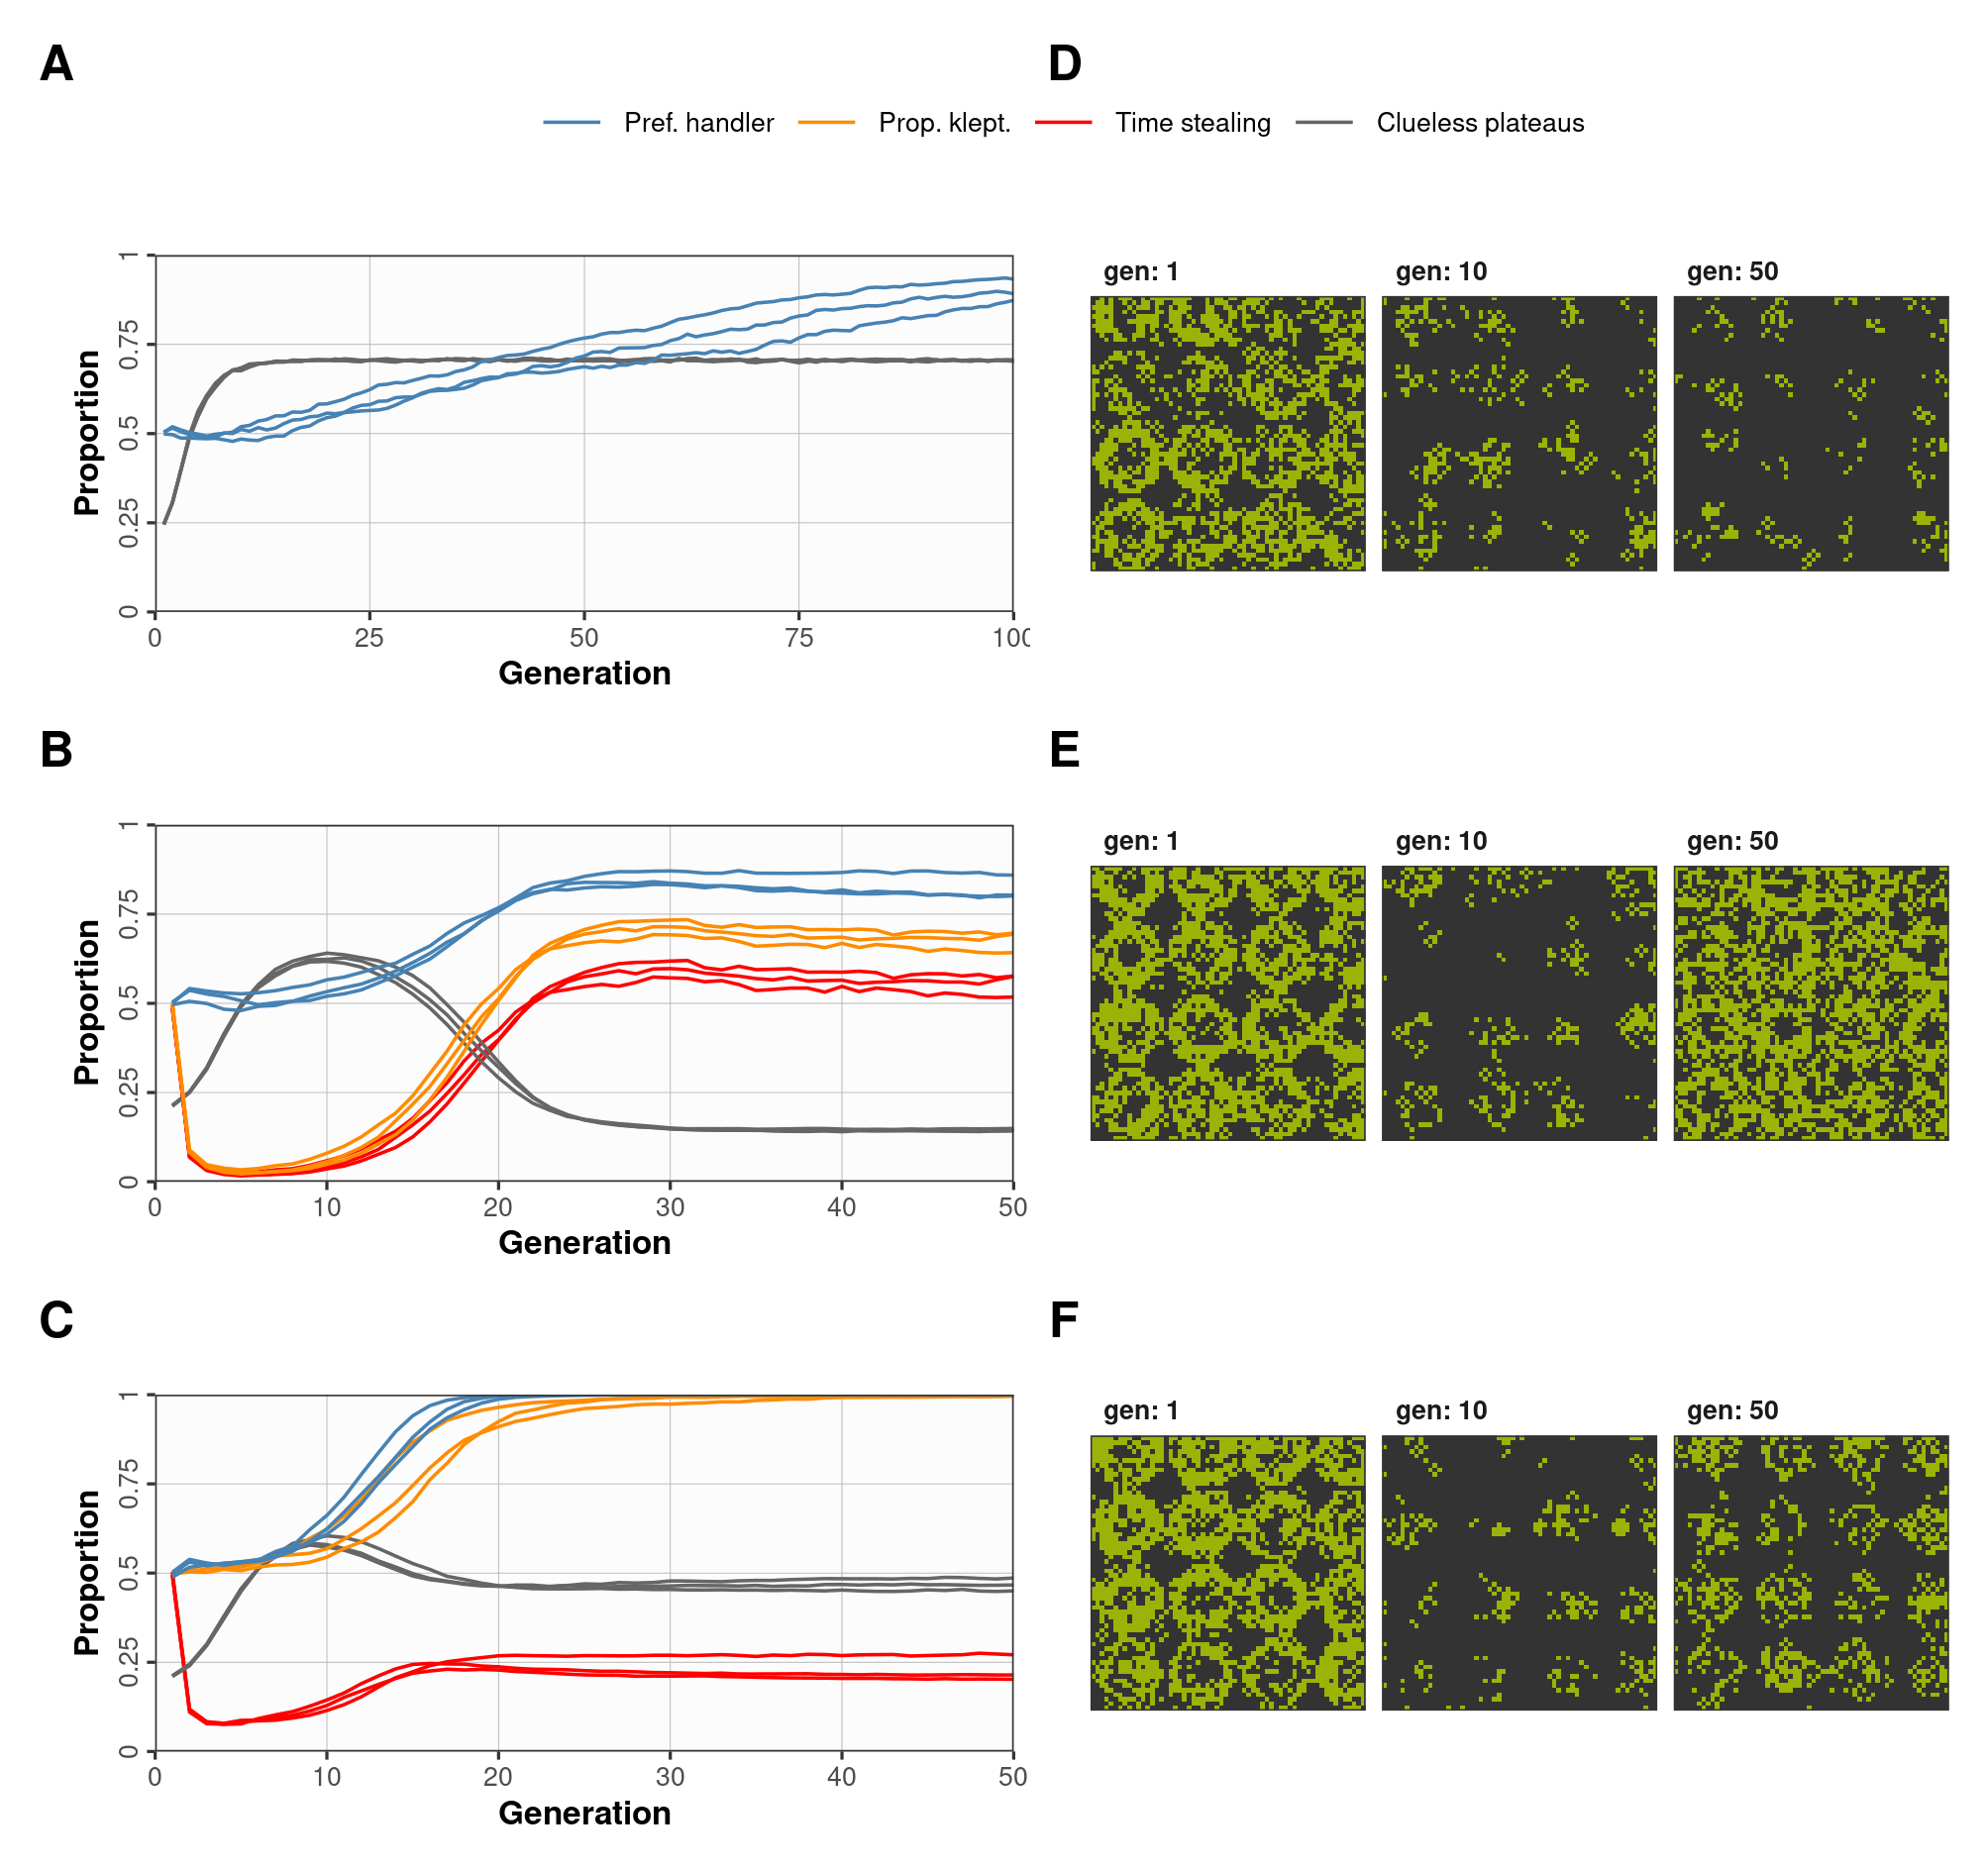 A
D
Pref. handler Prop. klept. Time stealing Clueless plateaus
Proportion
1
0.75
0.5
0.25
0
0 25 50 75 100
Generation
gen: 1 gen: 10 gen: 50
B
E
Proportion
1
0.75
0.5
0.25
0
0 10 20 30 40 50
Generation
gen: 1 gen: 10 gen: 50
C
F
Proportion
1
0.75
0.5
0.25
0
0 10 20 30 40 50
Generation
gen: 1 gen: 10 gen: 50